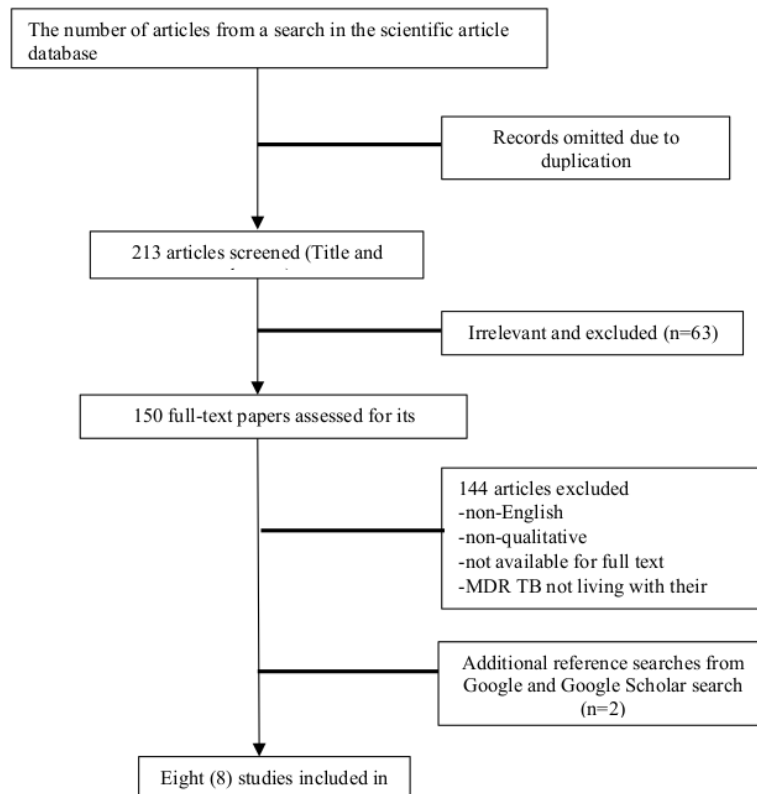 The number of articles from a search in the scientific article
database
Records omitted due to
duplication
213 articles screened (Title and
Irrelevant and excluded (n=63)
150 full-text papers assessed for its
144 articles excluded
-non-English
-non-qualitative
-not available for full text
-MDR TB not living with their
Additional reference searches from
Google and Google Scholar search
(n=2)
Eight (8) studies included in